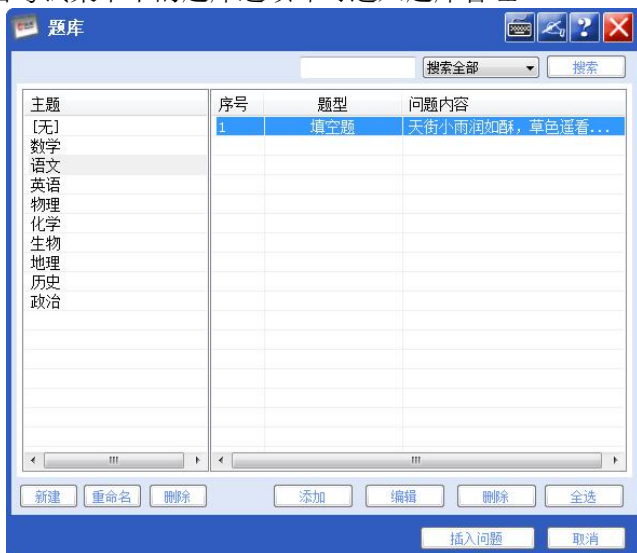 题库
搜索全部 搜索
主题 序号 题型 问题内容
[无] 1 填空题 天街小雨润如酥，草色遥看...
数学
语文
英语
物理
化学
生物
地理
历史
政治
新建 重命名 删除 添加 编辑 删除 全选
插入问题 取消